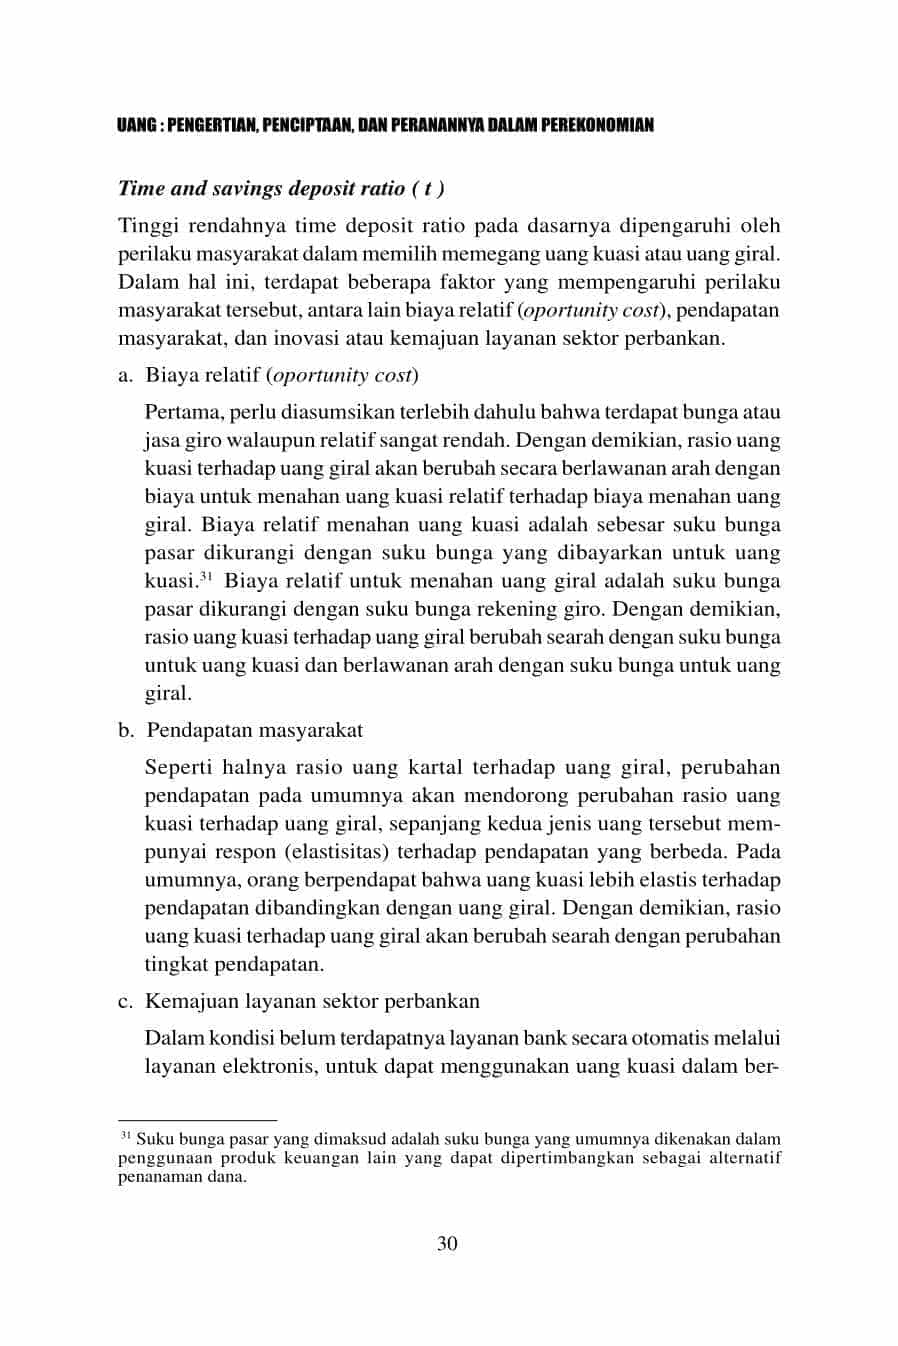 UANG : PENGERTIAN, PENCIPTAAN, DAN PERANANNYA DALAM PEREKONOMIAN
Time and savings deposit ratio ( t )
Tinggi rendahnya time deposit ratio pada dasarnya dipengaruhi oleh
perilaku masyarakat dalam memilih memegang uang kuasi atau uang giral.
Dalam hal ini, terdapat beberapa faktor yang mempengaruhi perilaku
masyarakat tersebut, antara lain biaya relatif (oportunity cost), pendapatan
masyarakat, dan inovasi atau kemajuan layanan sektor perbankan.
a. Biaya relatif (oportunity cost)
Pertama, perlu diasumsikan terlebih dahulu bahwa terdapat bunga atau
jasa giro walaupun relatif sangat rendah. Dengan demikian, rasio uang
kuasi terhadap uang giral akan berubah secara berlawanan arah dengan
biaya untuk menahan uang kuasi relatif terhadap biaya menahan uang
giral. Biaya relatif menahan uang kuasi adalah sebesar suku bunga
pasar dikurangi dengan suku bunga yang dibayarkan untuk uang
kuasi.31 Biaya relatif untuk menahan uang giral adalah suku bunga
pasar dikurangi dengan suku bunga rekening giro. Dengan demikian,
rasio uang kuasi terhadap uang giral berubah searah dengan suku bunga
untuk uang kuasi dan berlawanan arah dengan suku bunga untuk uang
giral.
b. Pendapatan masyarakat
Seperti halnya rasio uang kartal terhadap uang giral, perubahan
pendapatan pada umumnya akan mendorong perubahan rasio uang
kuasi terhadap uang giral, sepanjang kedua jenis uang tersebut mem-
punyai respon (elastisitas) terhadap pendapatan yang berbeda. Pada
umumnya, orang berpendapat bahwa uang kuasi lebih elastis terhadap
pendapatan dibandingkan dengan uang giral. Dengan demikian, rasio
uang kuasi terhadap uang giral akan berubah searah dengan perubahan
tingkat pendapatan.
c. Kemajuan layanan sektor perbankan
Dalam kondisi belum terdapatnya layanan bank secara otomatis melalui
layanan elektronis, untuk dapat menggunakan uang kuasi dalam ber-
31 Suku bunga pasar yang dimaksud adalah suku bunga yang umumnya dikenakan dalam
penggunaan produk keuangan lain yang dapat dipertimbangkan sebagai alternatif
penanaman dana.
30